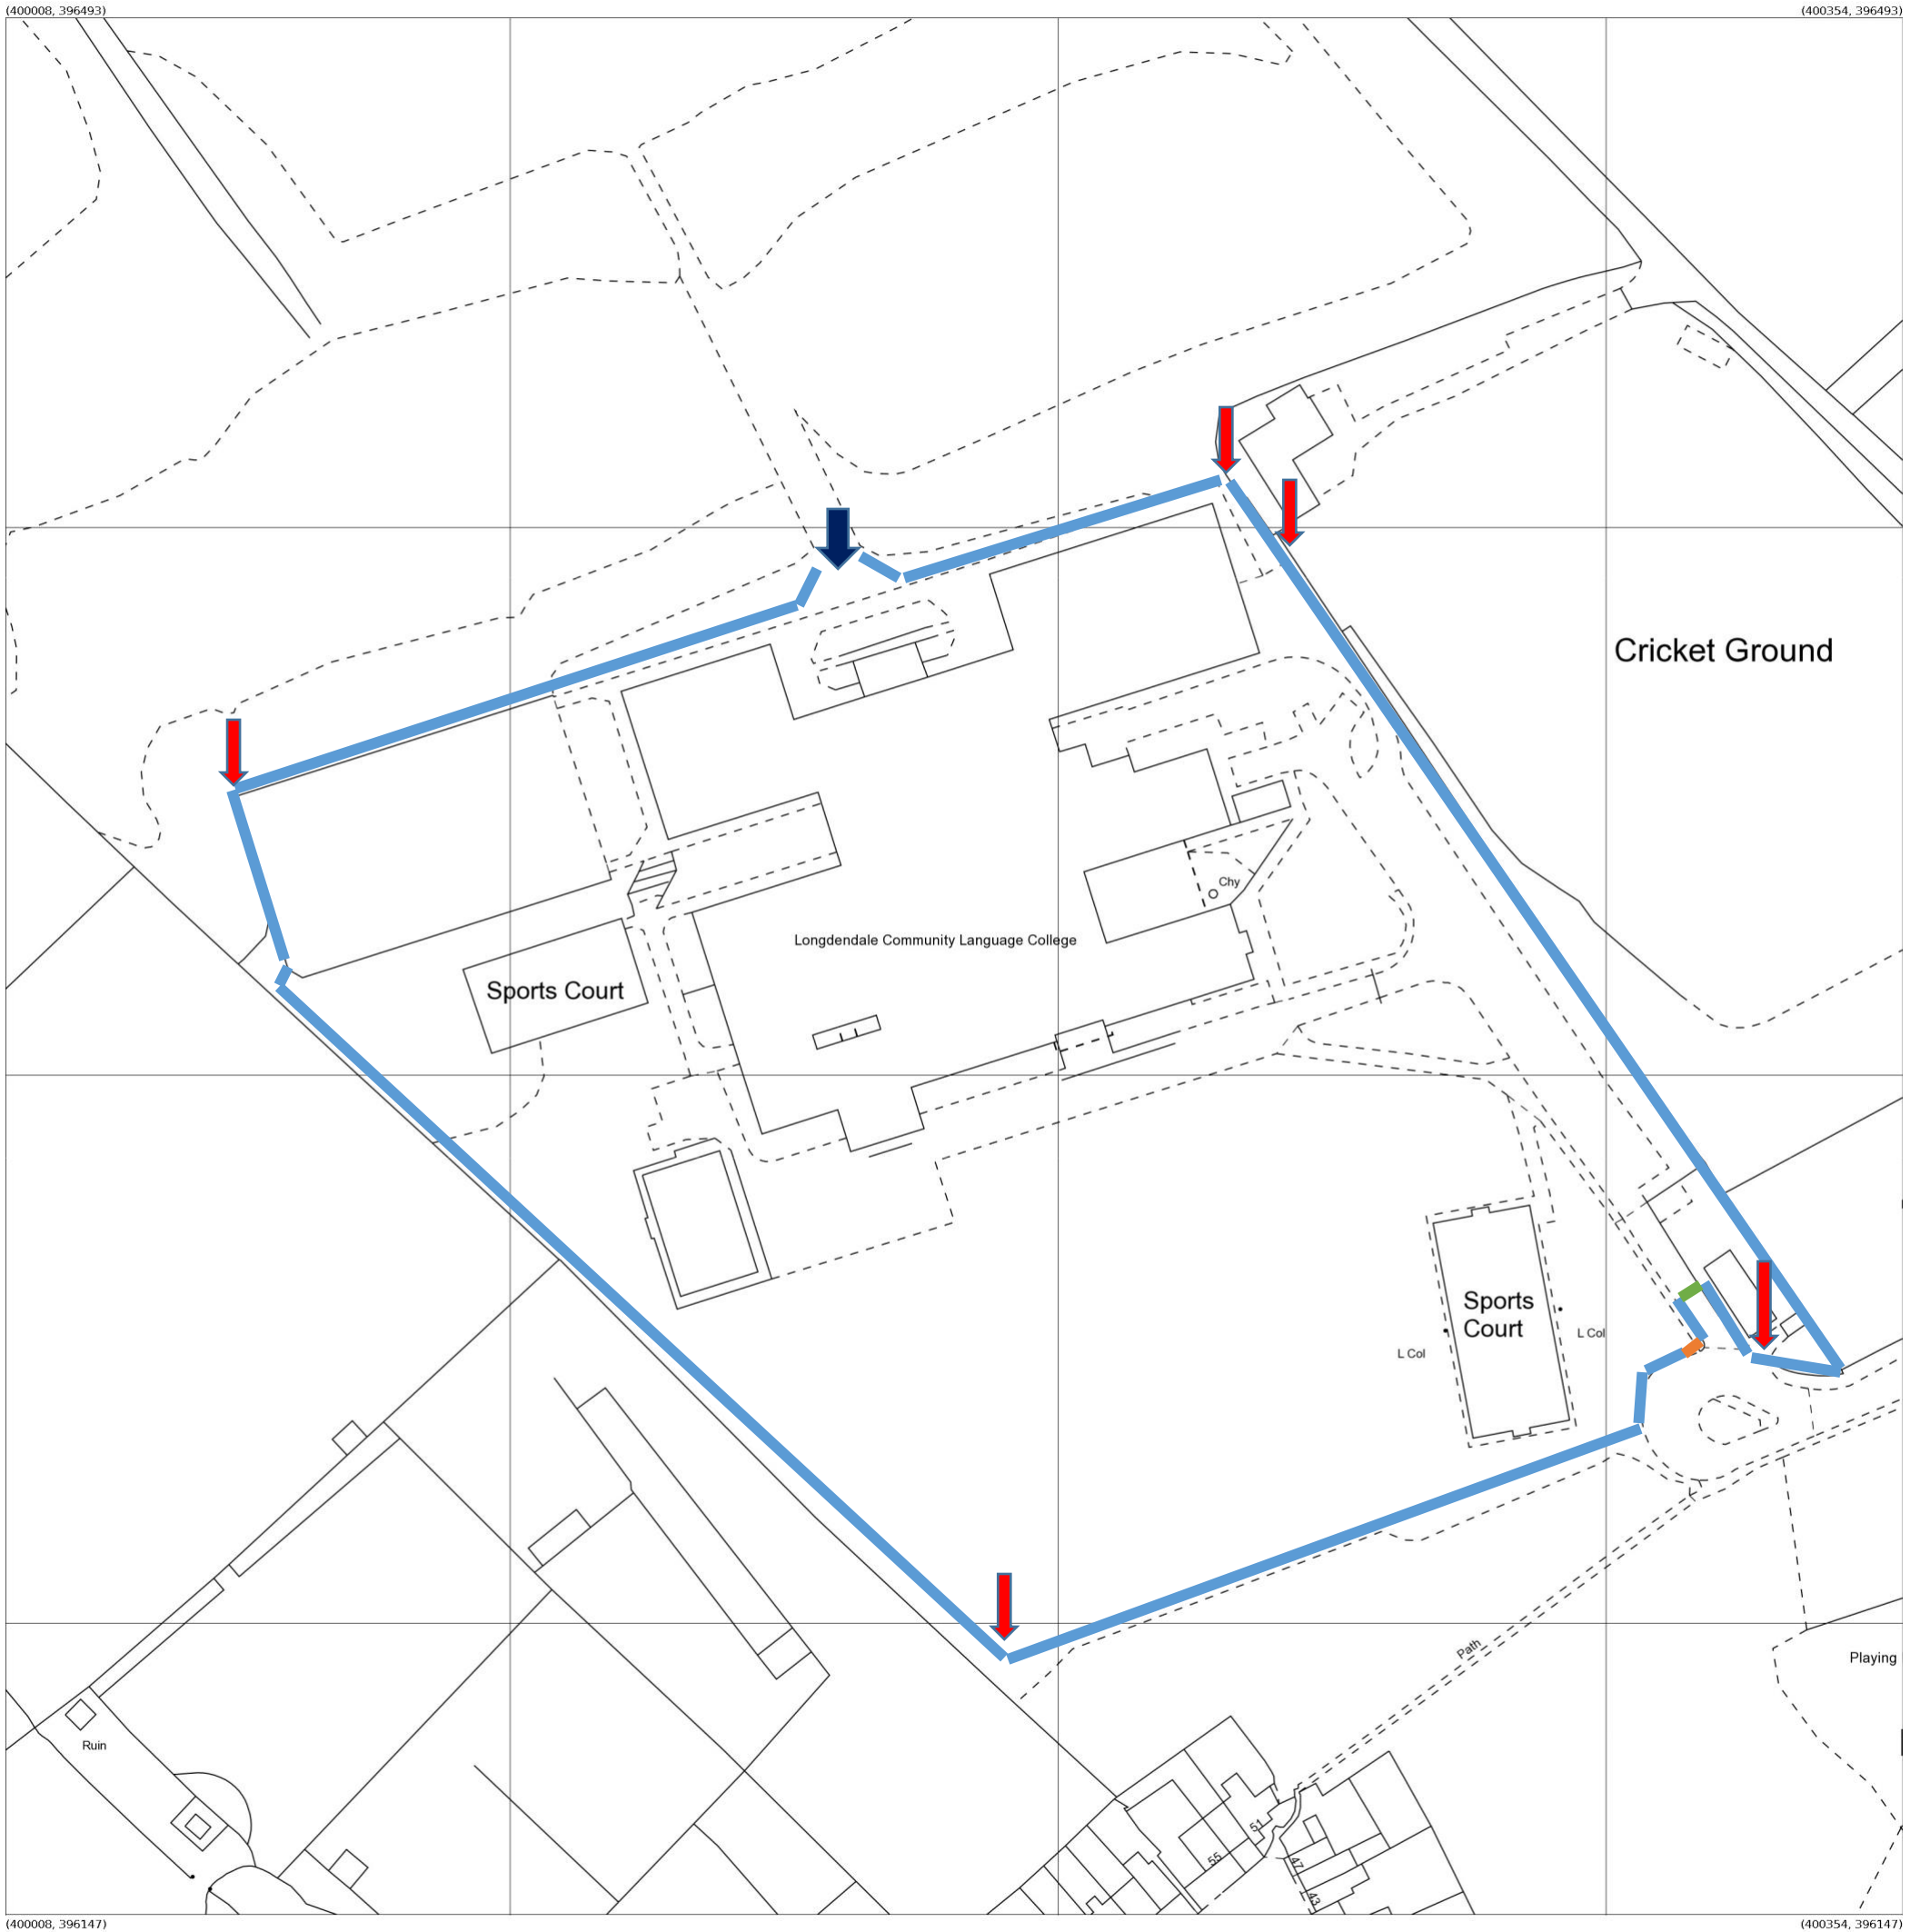 (400008, 396493)
(400354, 396493)
Cricket Ground
Chy
Longdendale Community Language College
Sports Court
Sports
Court
L Col
L Col
Path
Playing
Ruin
51
55
47
43
(400008, 396147)
(400354, 396147)